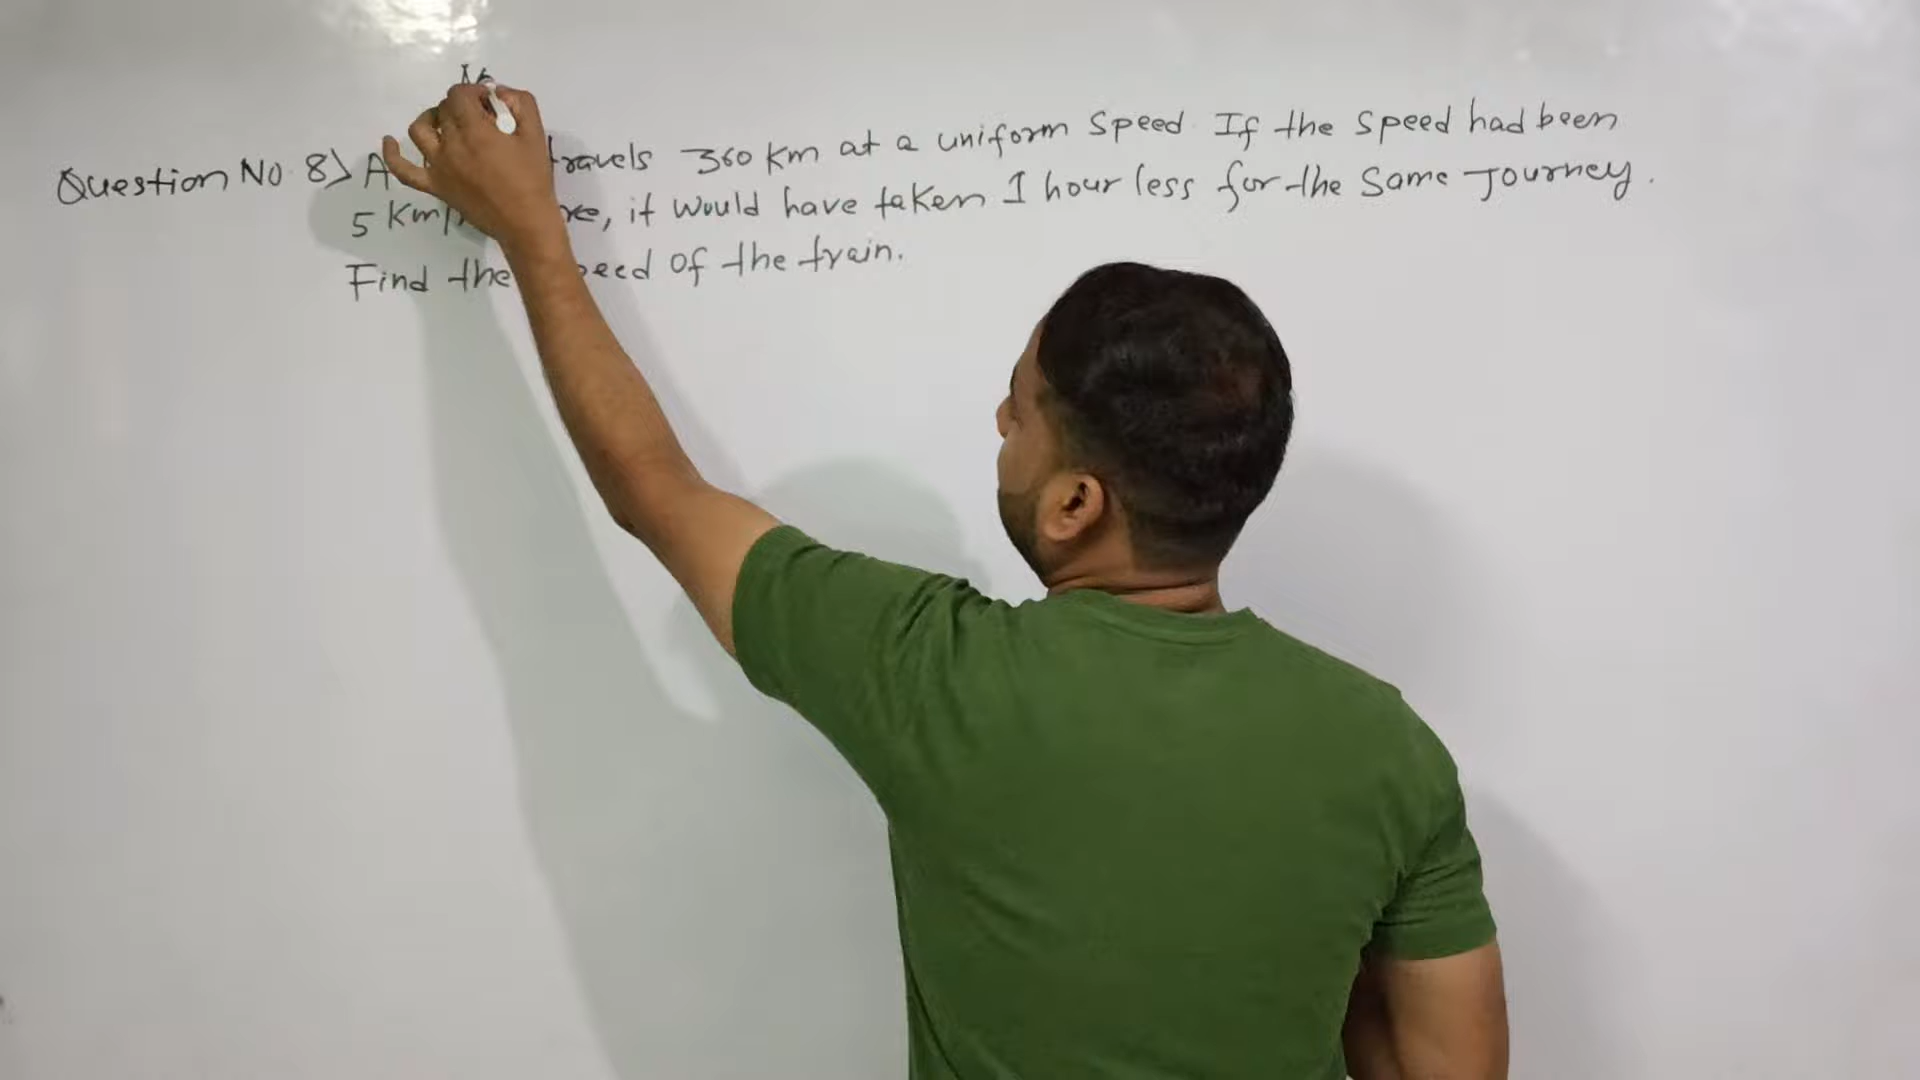 Question No. 8) A travels 360 Km at a uniform speed. If the speed had been
5 Km/ it would have taken 1 hour less for the same Journey.
Find the of the train.